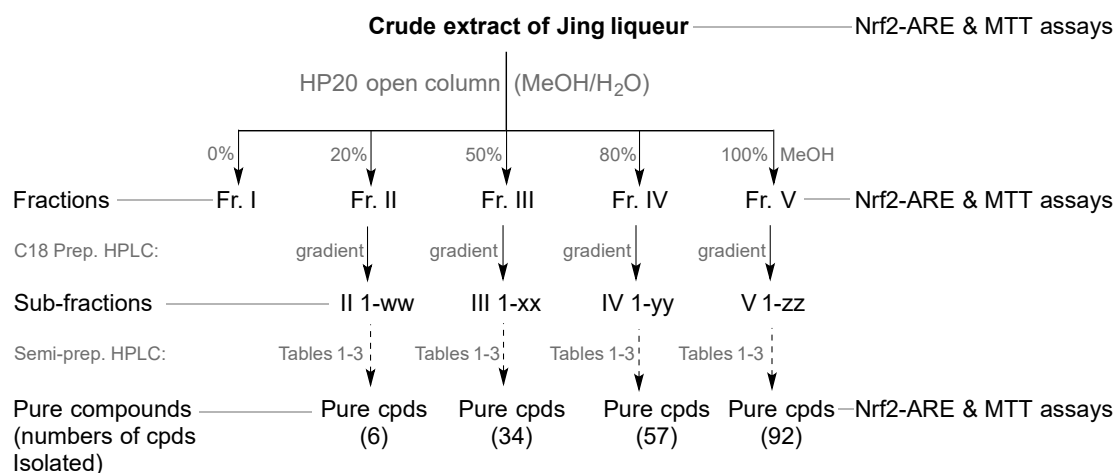 Crude extract of Jing liqueur Nrf2-ARE & MTT assays
HP20 open column (MeOH/H₂O)
0% 20% 50% 80% 100% MeOH
Fractions Fr. I Fr. II Fr. III Fr. IV Fr. V Nrf2-ARE & MTT assays
C18 Prep. HPLC: gradient gradient gradient gradient
Sub-fractions II 1-ww III 1-xx IV 1-yy V 1-zz
Semi-prep. HPLC: Tables 1-3 Tables 1-3 Tables 1-3 Tables 1-3
Pure compounds Pure cpds Pure cpds Pure cpds Pure cpds Nrf2-ARE & MTT assays
(numbers of cpds (6) (34) (57) (92)
Isolated)